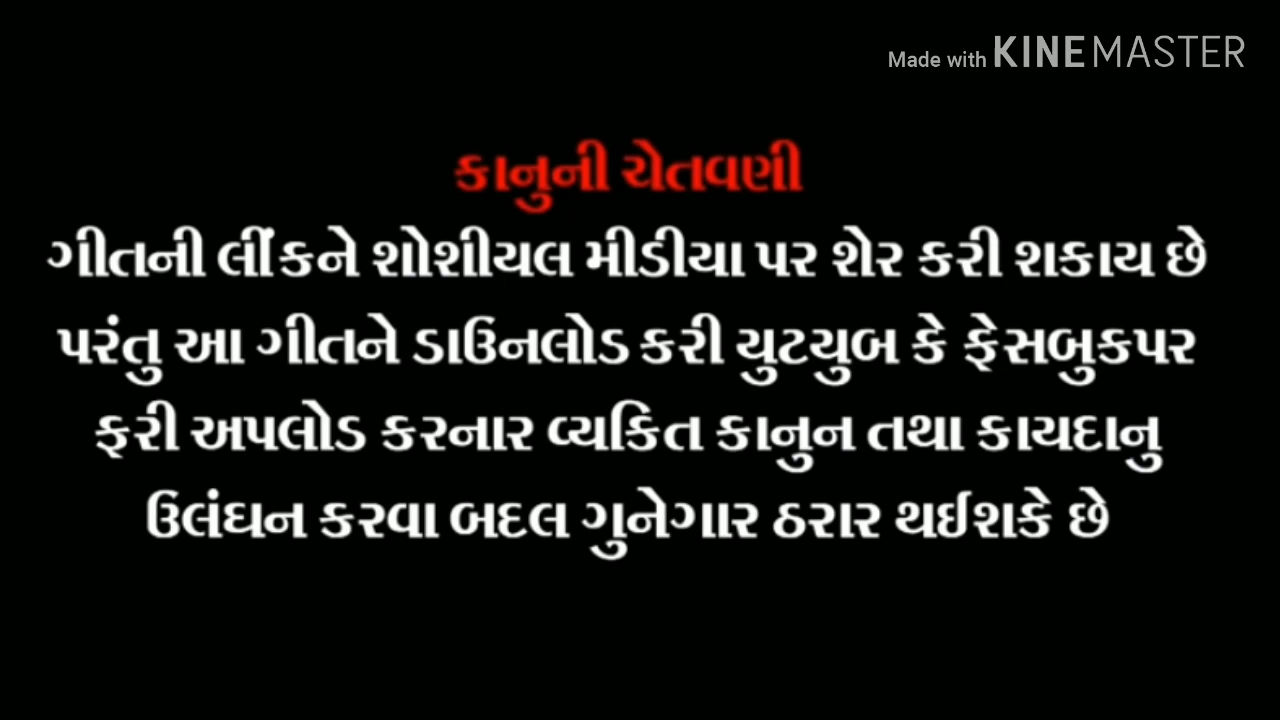 Made with KINEMASTER
કાનુની ચેતવણી
ગીતની લીંકને શોશીયલ મીડીયા પર શેર કરી શકાય છે
પરંતુ આ ગીતને ડાઉનલોડ કરી યુટયુબ કે ફેસબુકપર
ફરી અપલોડ કરનાર વ્યકિત કાનુન તથા કાયદાનુ
ઉલંઘન કરવા બદલ ગુનેગાર ઠરાર થઈશકે છે